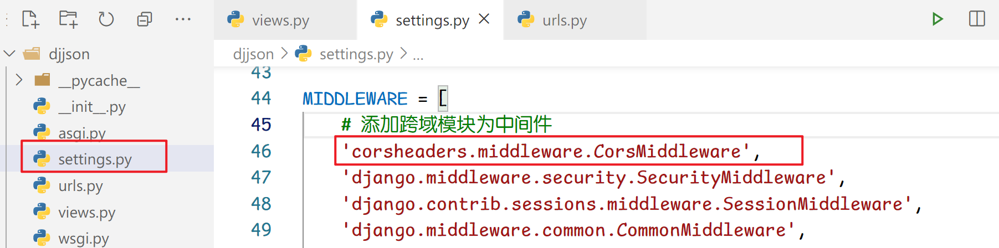 views.py
settings.py
urls.py
djjson
djjson > settings.py > ...
__pycache__
__init__.py
asgi.py
settings.py
urls.py
views.py
wsgi.py
43
44 MIDDLEWARE = [
45 # 添加跨域模块为中间件
46 'corsheaders.middleware.CorsMiddleware',
47 'django.middleware.security.SecurityMiddleware',
48 'django.contrib.sessions.middleware.SessionMiddleware',
49 'django.middleware.common.CommonMiddleware',